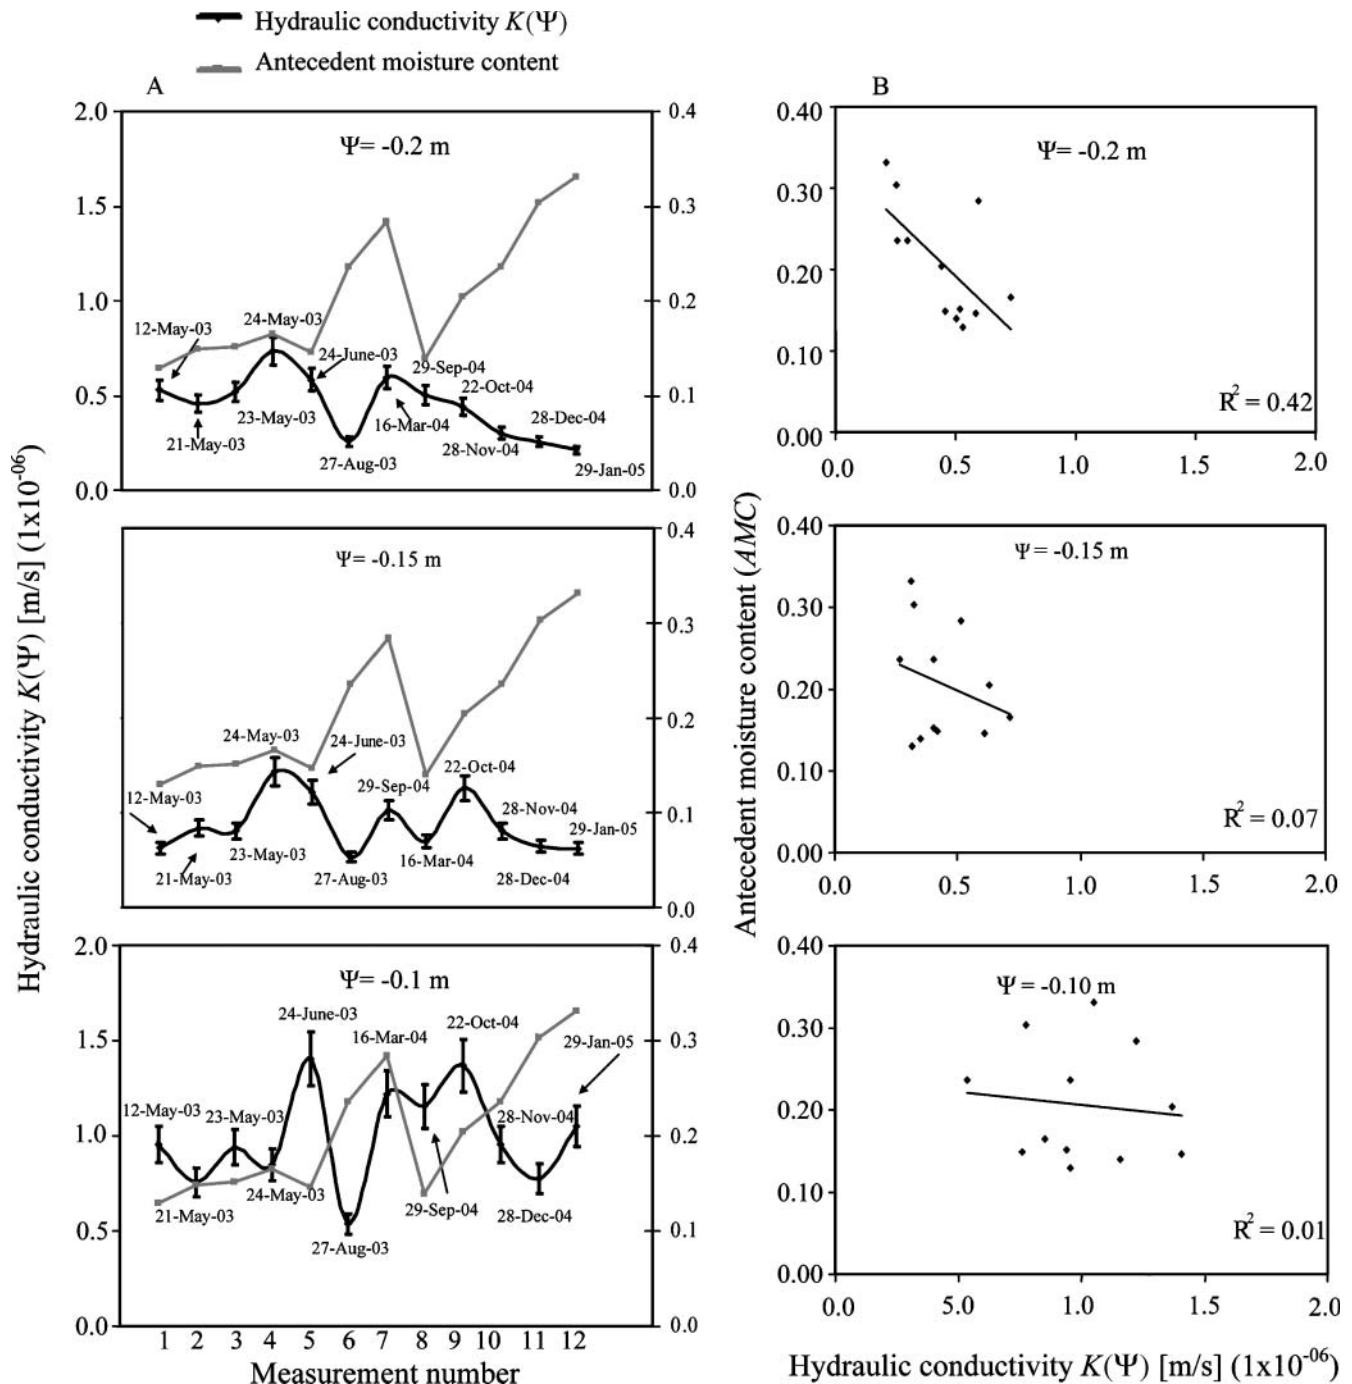 Hydraulic conductivity K(Ψ)
Antecedent moisture content
A
Ψ= -0.2 m
2.0
1.5
1.0
0.5
0.0
0.4
0.3
0.2
0.1
0.0
12-May-03
24-May-03
24-June-03
29-Sep-04
22-Oct-04
28-Dec-04
23-May-03
21-May-03
16-Mar-04
28-Nov-04
27-Aug-03
29-Jan-05
Ψ= -0.15 m
0.3
0.2
0.1
0.0
24-May-03
24-June-03
22-Oct-04
29-Sep-04
12-May-03
28-Nov-04
29-Jan-05
23-May-03
16-Mar-04
21-May-03
27-Aug-03
28-Dec-04
Ψ= -0.1 m
2.0
1.5
1.0
0.5
0.0
0.4
0.3
0.2
0.1
0.0
24-June-03
22-Oct-04
16-Mar-04
29-Jan-05
12-May-03
23-May-03
28-Nov-04
24-May-03
21-May-03
29-Sep-04
28-Dec-04
27-Aug-03
1 2 3 4 5 6 7 8 9 10 11 12
Measurement number
Hydraulic conductivity K(Ψ) [m/s] (1x10⁻⁰⁶)
B
Ψ= -0.2 m
0.40
0.30
0.20
0.10
0.00
R² = 0.42
0.0 0.5 1.0 1.5 2.0
Ψ = -0.15 m
0.40
0.30
0.20
0.10
0.00
R² = 0.07
0.0 0.5 1.0 1.5 2.0
Ψ = -0.10 m
0.40
0.30
0.20
0.10
0.00
R² = 0.01
0.0 5.0 1.0 1.5 2.0
Antecedent moisture content (AMC)
Hydraulic conductivity K(Ψ) [m/s] (1x10⁻⁰⁶)